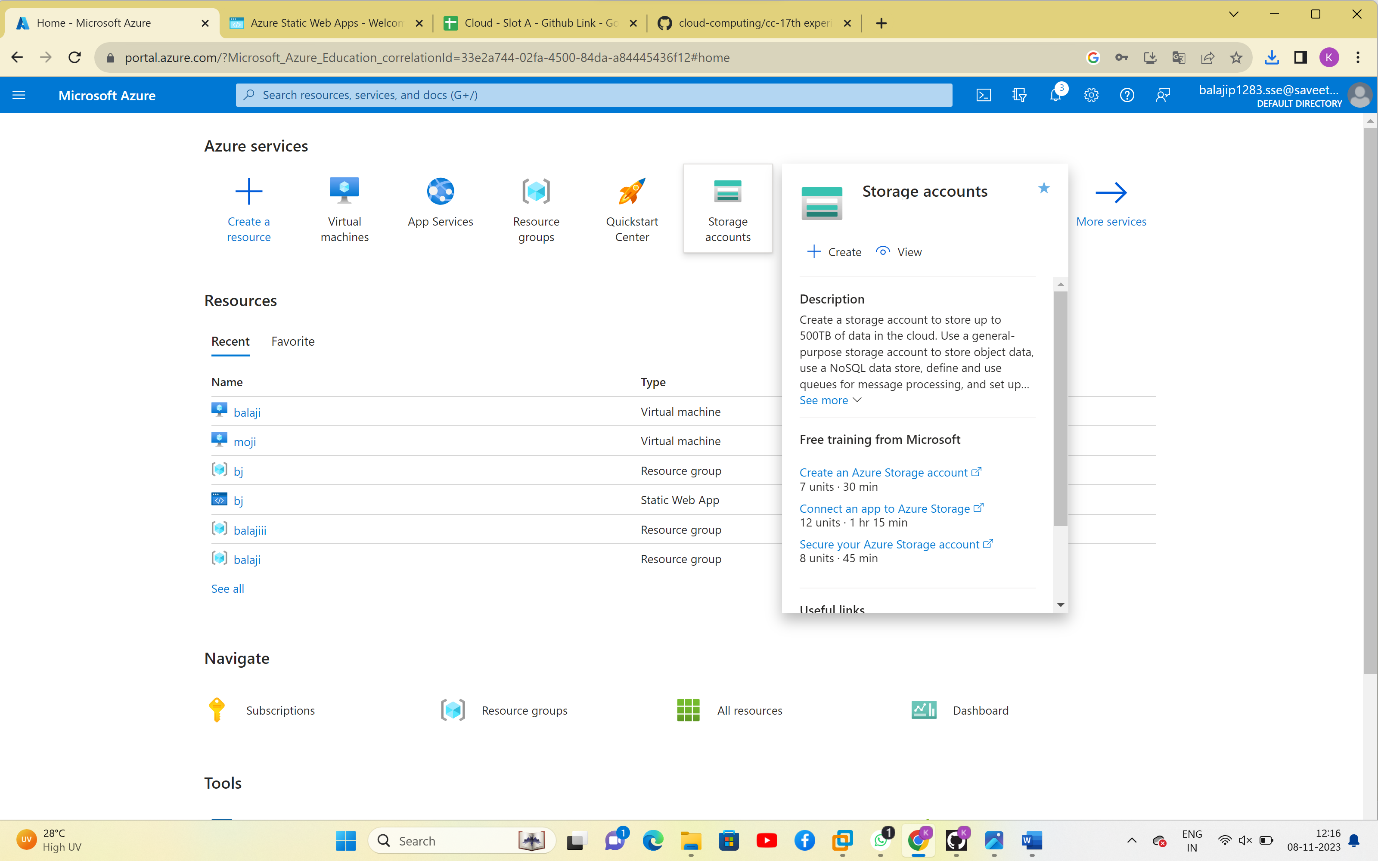 Home - Microsoft Azure
Azure Static Web Apps - Welcon
Cloud - Slot A - Github Link - Go
cloud-computing/cc-17th experi
portal.azure.com/?Microsoft_Azure_Education_correlationId=33e2a744-02fa-4500-84da-a84445436f12#home
K
Microsoft Azure
Search resources, services, and docs (G+/)
3
balajip1283.sse@saveet...
DEFAULT DIRECTORY
Azure services
Create a resource
Virtual machines
App Services
Resource groups
Quickstart Center
Storage accounts
Storage accounts
More services
Create
View
Description
Create a storage account to store up to
500TB of data in the cloud. Use a general-
purpose storage account to store object data,
use a NoSQL data store, define and use
queues for message processing, and set up...
See more
Free training from Microsoft
Create an Azure Storage account
7 units · 30 min
Connect an app to Azure Storage
12 units · 1 hr 15 min
Secure your Azure Storage account
8 units · 45 min
Useful links
Resources
Recent
Favorite
Name
Type
balaji
Virtual machine
moji
Virtual machine
bj
Resource group
bj
Static Web App
balajiii
Resource group
balaji
Resource group
See all
Navigate
Subscriptions
Resource groups
All resources
Dashboard
Tools
UV
28°C
High UV
Search
1
1
K
K
W
ENG
IN
12:16
08-11-2023